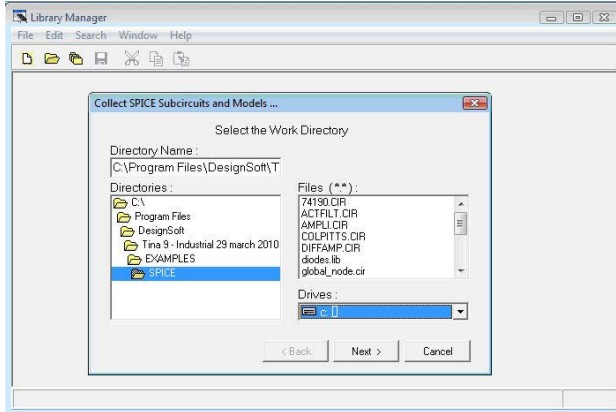 Library Manager
File Edit Search Window Help
Collect SPICE Subcircuits and Models ...
Select the Work Directory
Directory Name :
C:\Program Files\DesignSoft\T
Directories :
C:\
Program Files
DesignSoft
Tina 9 - Industrial 29 march 2010
EXAMPLES
SPICE
Files (*.*) :
74190.CIR
ACTFILT.CIR
AMPLI.CIR
COLPITTS.CIR
DIFFAMP.CIR
diodes.lib
global_node.cir
Drives :
c: []
< Back Next > Cancel